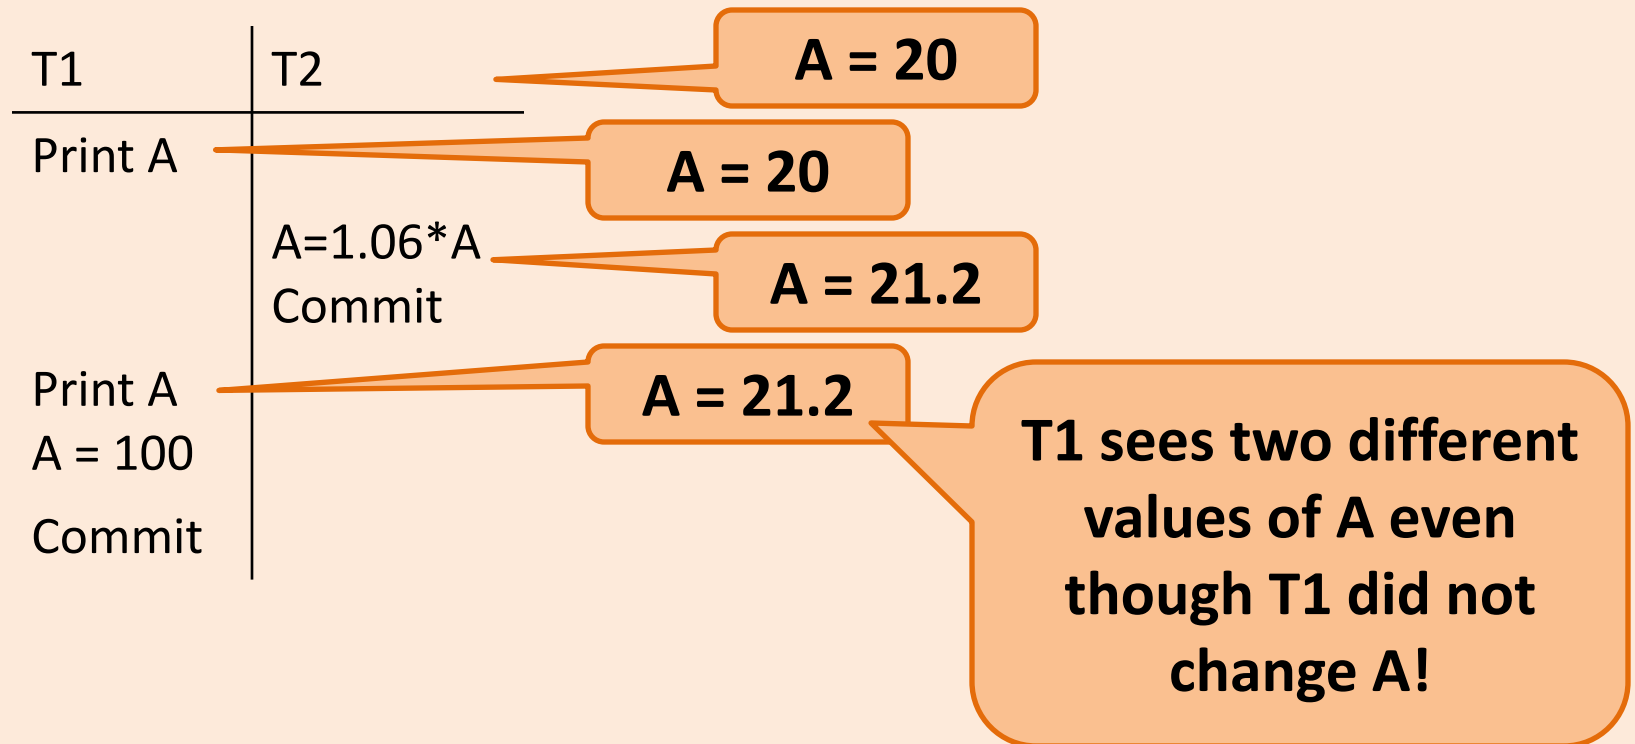 T1
T2
A = 20
Print A
A = 20
A=1.06*A
A = 21.2
Commit
Print A
A = 21.2
A = 100
Commit
T1 sees two different
values of A even
though T1 did not
change A!